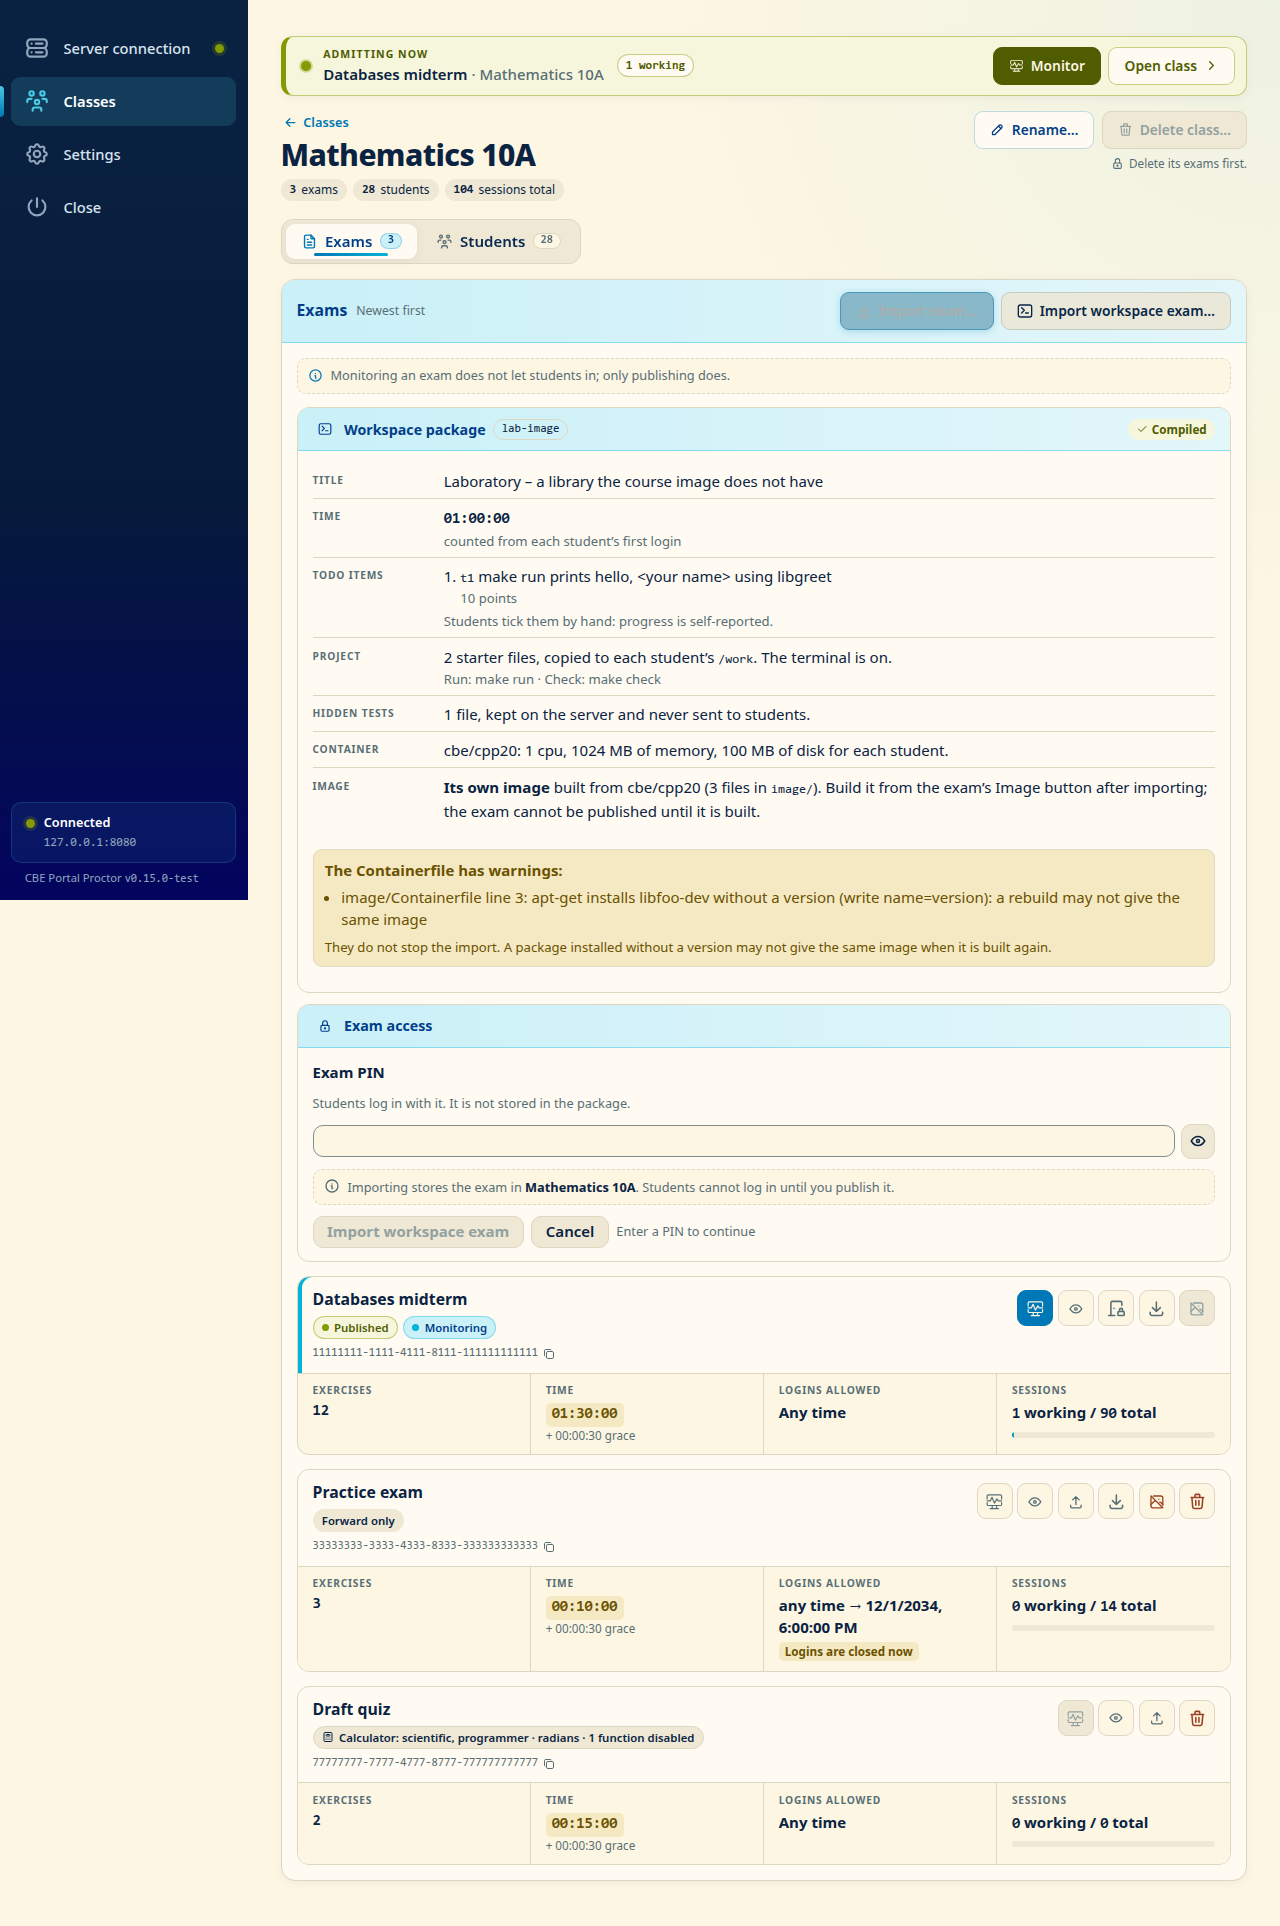 Server connection
Classes
Settings
Close
Connected
127.0.0.1:8080
CBE Portal Proctor v0.15.0-test
ADMITTING NOW
Databases midterm · Mathematics 10A
1 working
Monitor
Open class
Classes
Mathematics 10A
Rename…
Delete class…
Delete its exams first.
3 exams
28 students
104 sessions total
Exams 3
Students 28
Exams Newest first
Import workspace exam…
Monitoring an exam does not let students in; only publishing does.
Workspace package lab-image
Compiled
TITLE
Laboratory – a library the course image does not have
TIME
01:00:00
counted from each student’s first login
TODO ITEMS
1. t1 make run prints hello, <your name> using libgreet
10 points
Students tick them by hand: progress is self-reported.
PROJECT
2 starter files, copied to each student’s /work. The terminal is on.
Run: make run · Check: make check
HIDDEN TESTS
1 file, kept on the server and never sent to students.
CONTAINER
cbe/cpp20: 1 cpu, 1024 MB of memory, 100 MB of disk for each student.
IMAGE
Its own image built from cbe/cpp20 (3 files in image/). Build it from the exam’s Image button after importing;
the exam cannot be published until it is built.
The Containerfile has warnings:
• image/Containerfile line 3: apt-get installs libfoo-dev without a version (write name=version): a rebuild may not give the
same image
They do not stop the import. A package installed without a version may not give the same image when it is built again.
Exam access
Exam PIN
Students log in with it. It is not stored in the package.
Importing stores the exam in Mathematics 10A. Students cannot log in until you publish it.
Import workspace exam
Cancel
Enter a PIN to continue
Databases midterm
Published
Monitoring
11111111-1111-4111-8111-111111111111
EXERCISES
12
TIME
01:30:00
+ 00:00:30 grace
LOGINS ALLOWED
Any time
SESSIONS
1 working / 90 total
Practice exam
Forward only
33333333-3333-4333-8333-333333333333
EXERCISES
3
TIME
00:10:00
+ 00:00:30 grace
LOGINS ALLOWED
any time → 12/1/2034,
6:00:00 PM
Logins are closed now
SESSIONS
0 working / 14 total
Draft quiz
Calculator: scientific, programmer · radians · 1 function disabled
77777777-7777-4777-8777-777777777777
EXERCISES
2
TIME
00:15:00
+ 00:00:30 grace
LOGINS ALLOWED
Any time
SESSIONS
0 working / 0 total